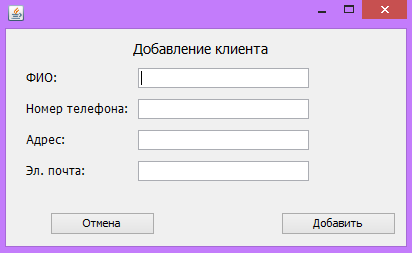 Добавление клиента
ФИО:
Номер телефона:
Адрес:
Эл. почта:
Отмена
Добавить